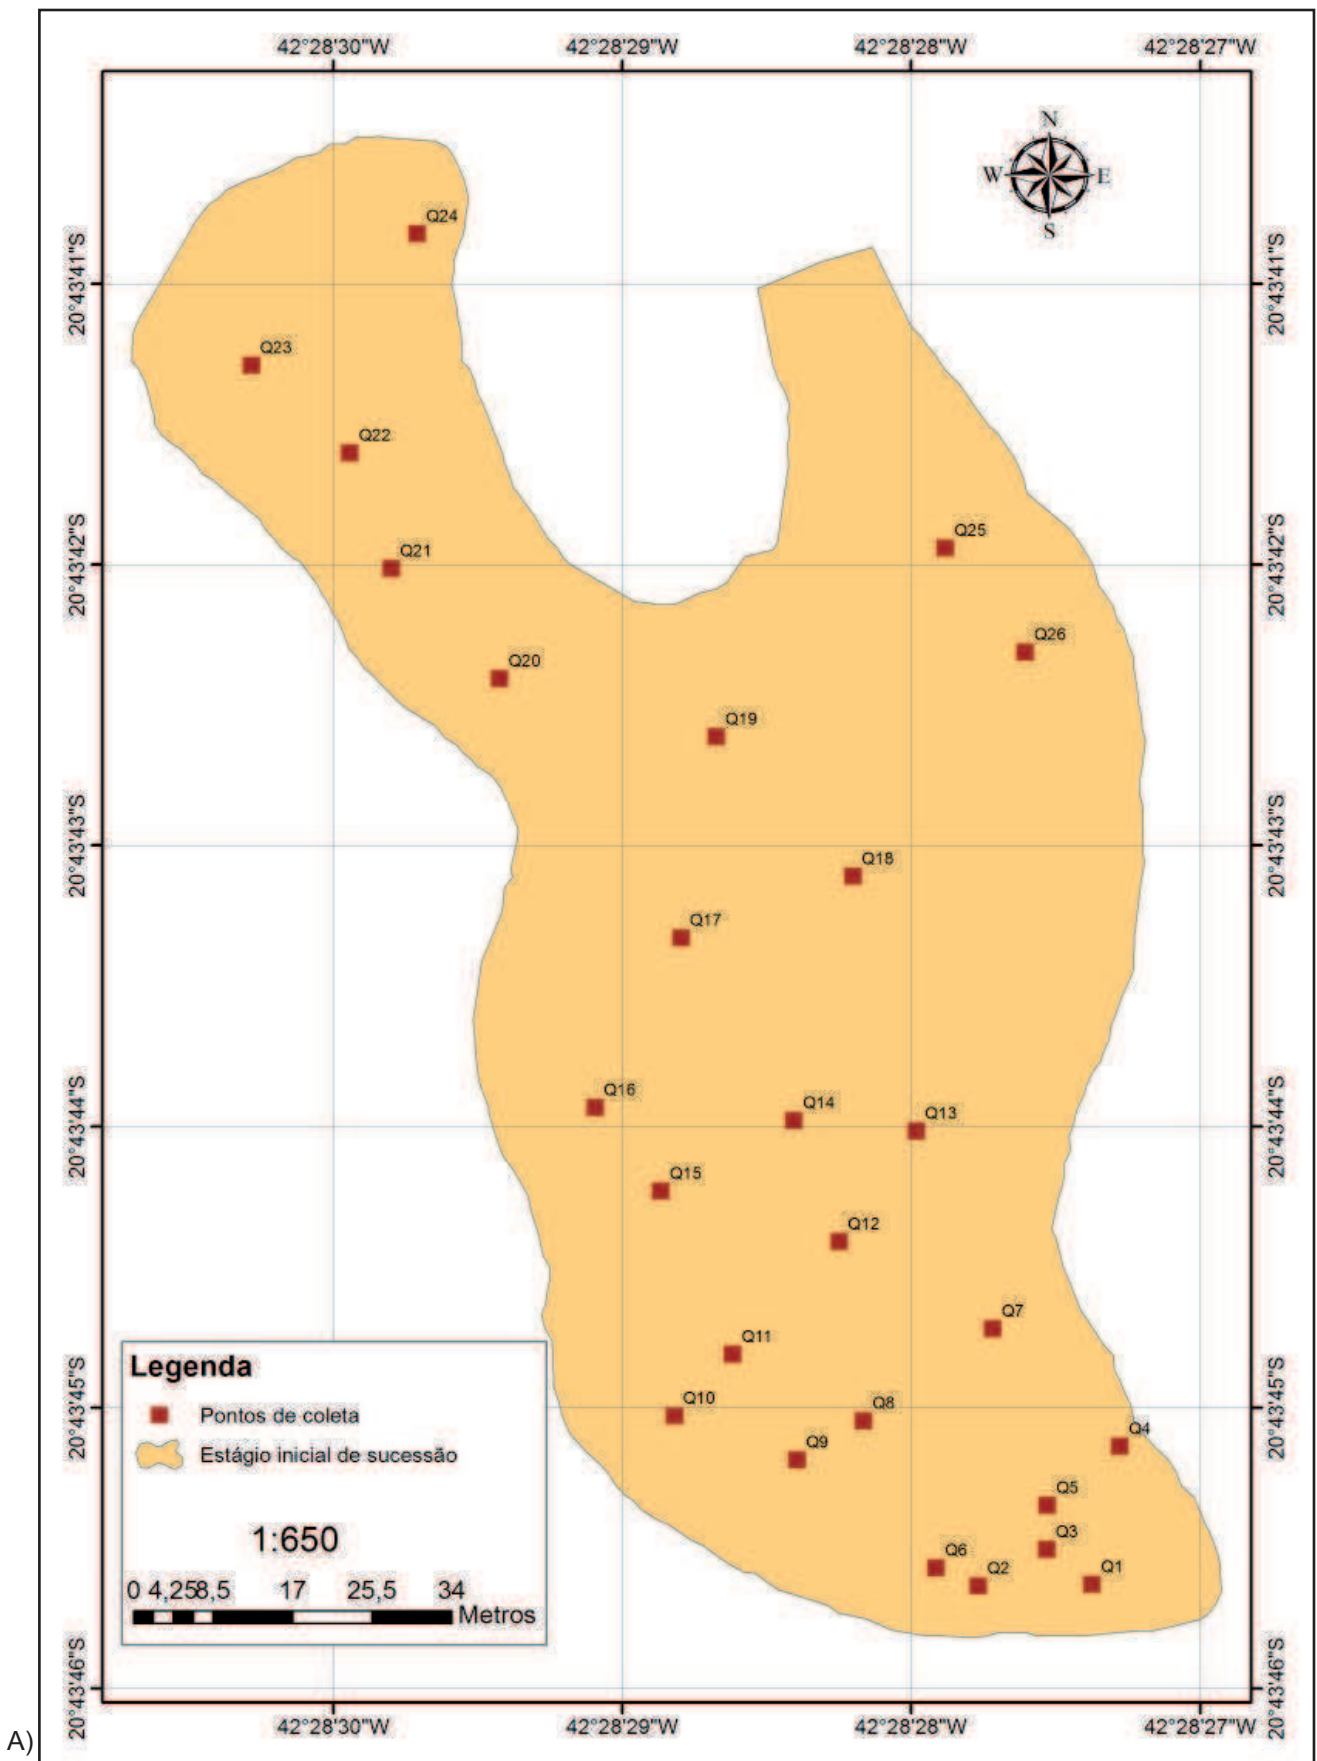 42°28'30"W 42°28'29"W 42°28'28"W 42°28'27"W
N
W E
S
Q24
20°43'41"S 20°43'41"S
Q23
Q22
Q25
Q21
20°43'42"S 20°43'42"S
Q26
Q20
Q19
20°43'43"S 20°43'43"S
Q18
Q17
Q16
Q14
Q13
20°43'44"S 20°43'44"S
Q15
Q12
Q7
Q11
Q10
Q8
20°43'45"S 20°43'45"S
Q4
Q9
Q5
Q3
Q6
Q2
Q1
Legenda
Pontos de coleta
Estágio inicial de sucessão
1:650
0 4,25 8,5 17 25,5 34
Metros
20°43'46"S 20°43'46"S
42°28'30"W 42°28'29"W 42°28'28"W 42°28'27"W
A)